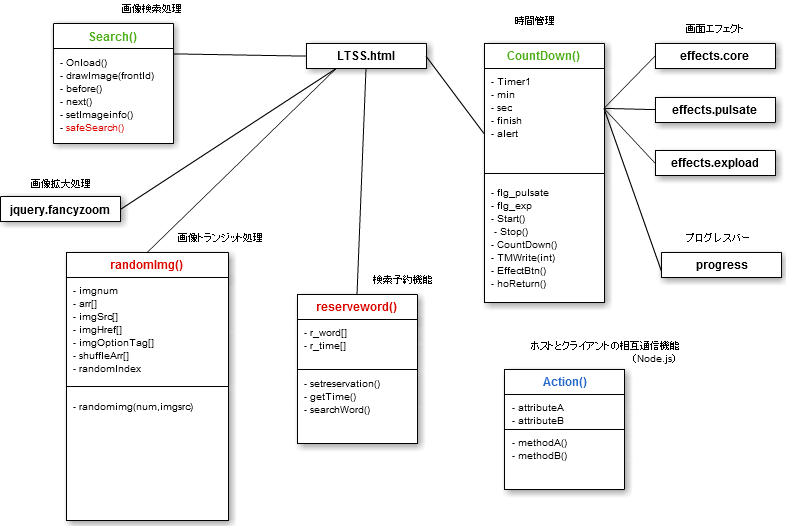 画像検索処理
Search()
- Onload()
- drawImage(frontId)
- before()
- next()
- setImageinfo()
- safeSearch()
LTSS.html
時間管理
CountDown()
- Timer1
- min
- sec
- finish
- alert
- flg_pulsate
- flg_exp
- Start()
- Stop()
- CountDown()
- TMWrite(int)
- EffectBtn()
- hoReturn()
画面エフェクト
effects.core
effects.pulsate
effects.expload
プログレスバー
progress
画像拡大処理
jquery.fancyzoom
画像トランジット処理
randomImg()
- imgnum
- arr[]
- imgSrc[]
- imgHref[]
- imgOptionTag[]
- shuffleArr[]
- randomIndex
- randomimg(num,imgsrc)
検索予約機能
reserveword()
- r_word[]
- r_time[]
- setreservation()
- getTime()
- searchWord()
ホストとクライアントの相互通信機能
（Node.js）
Action()
- attributeA
- attributeB
- methodA()
- methodB()